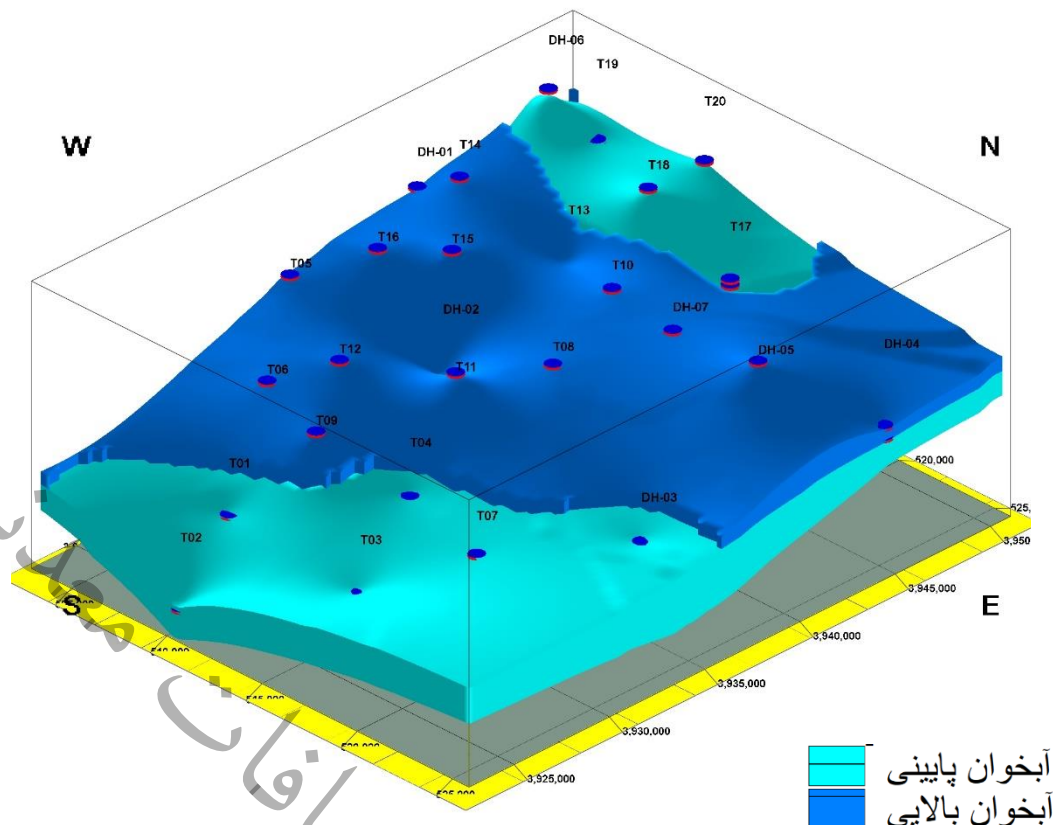 DH-06
T19
T20
W
N
T14
DH-01
T18
T13
T17
T16
T15
T05
T10
DH-02
DH-07
T12
T08
DH-05
DH-04
T06
T11
T09
T04
T01
520,000
DH-03
T07
525,
T02
T03
3,950
3,945,000
S
E
3,940,000
3,935,000
3,930,000
3,925,000
آبخوان پایینی
آبخوان بالایی